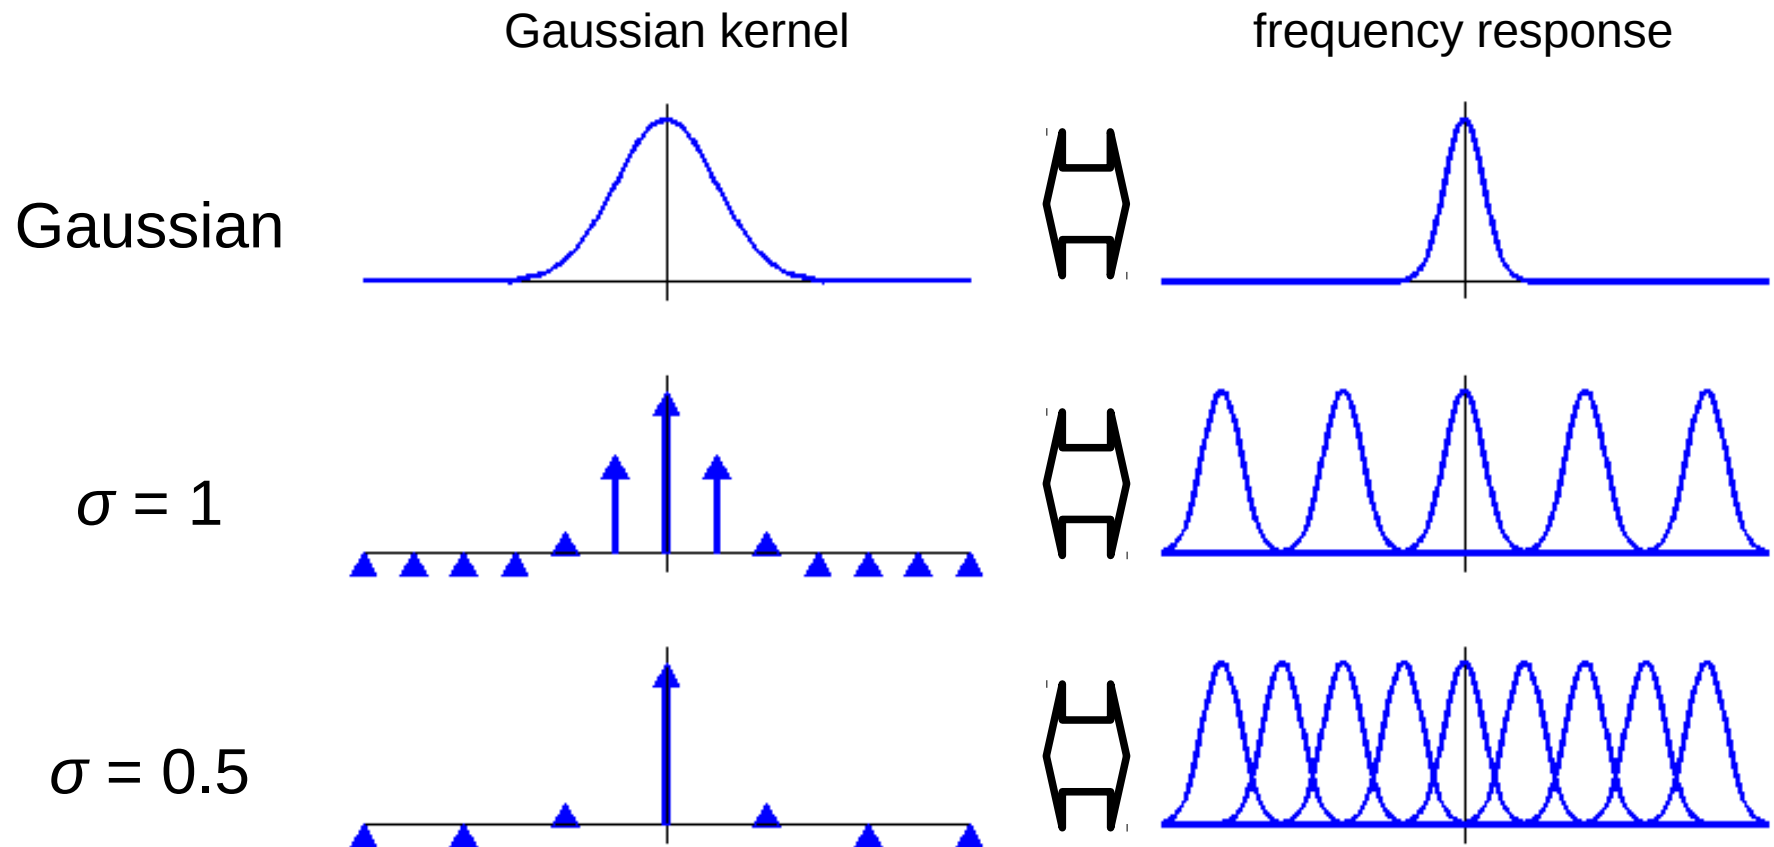 Gaussian kernel
frequency response
Gaussian
σ = 1
σ = 0.5